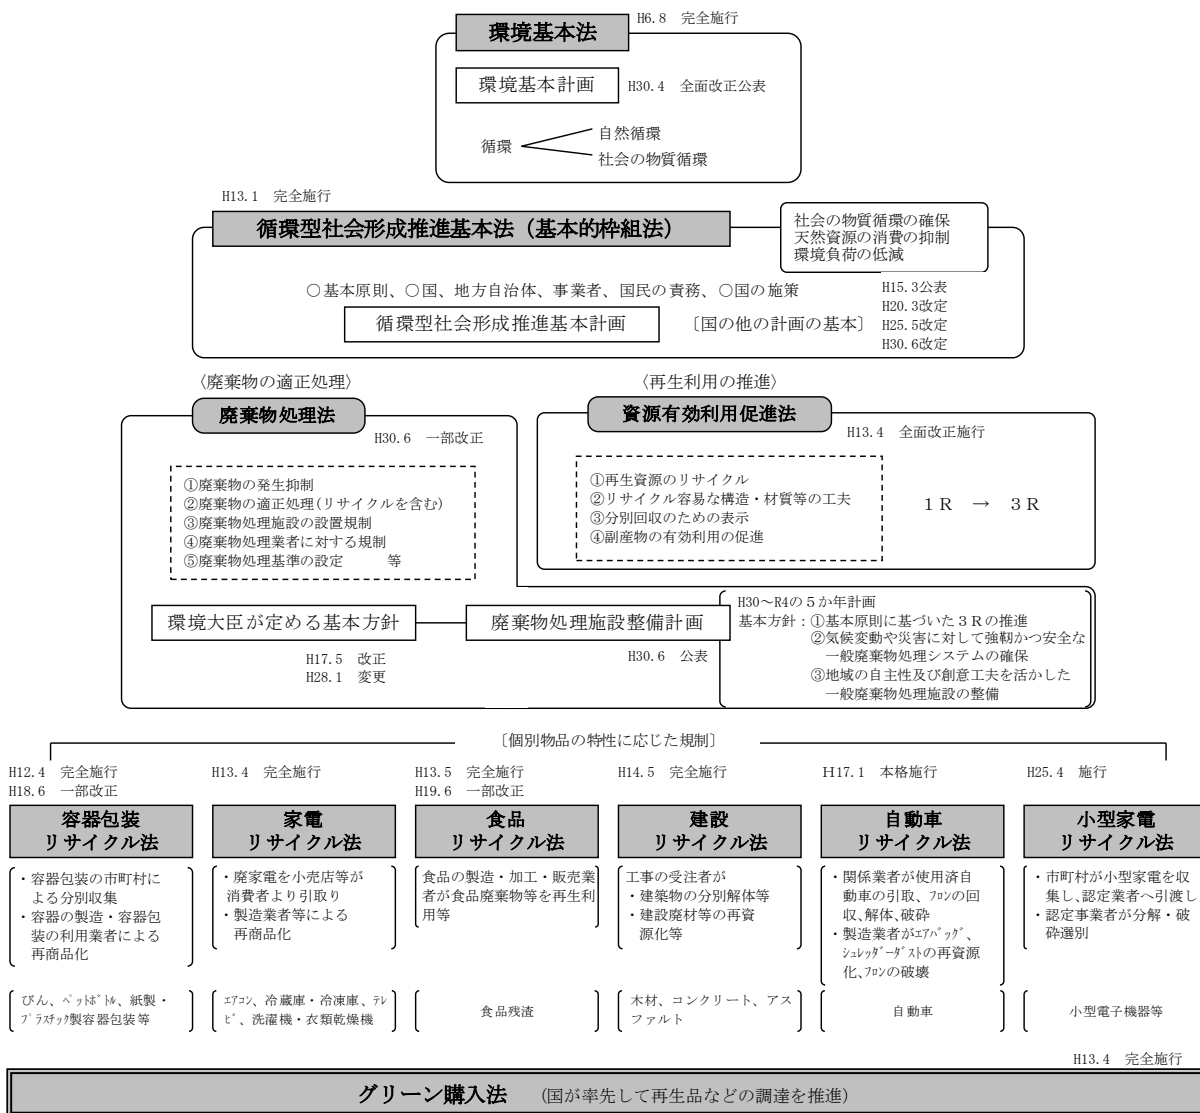 H6.8 完全施行
環境基本法
環境基本計画 H30.4 全面改正公表
循環
自然循環
社会の物質循環
H13.1 完全施行
循環型社会形成推進基本法（基本的枠組法）
社会の物質循環の確保
天然資源の消費の抑制
環境負荷の低減
○基本原則、○国、地方自治体、事業者、国民の責務、○国の施策
循環型社会形成推進基本計画 〔国の他の計画の基本〕
H15.3公表
H20.3改定
H25.5改定
H30.6改定
〈廃棄物の適正処理〉
廃棄物処理法
H30.6 一部改正
①廃棄物の発生抑制
②廃棄物の適正処理(リサイクルを含む)
③廃棄物処理施設の設置規制
④廃棄物処理業者に対する規制
⑤廃棄物処理基準の設定 等
〈再生利用の推進〉
資源有効利用促進法
H13.4 全面改正施行
①再生資源のリサイクル
②リサイクル容易な構造・材質等の工夫
③分別回収のための表示
④副産物の有効利用の促進
１Ｒ → ３Ｒ
環境大臣が定める基本方針
H17.5 改正
H28.1 変更
廃棄物処理施設整備計画
H30.6 公表
H30～R4の５か年計画
基本方針：①基本原則に基づいた３Ｒの推進
②気候変動や災害に対して強靱かつ安全な
一般廃棄物処理システムの確保
③地域の自主性及び創意工夫を活かした
一般廃棄物処理施設の整備
〔個別物品の特性に応じた規制〕
H12.4 完全施行
H18.6 一部改正
容器包装
リサイクル法
・容器包装の市町村に
よる分別収集
・容器の製造・容器包
装の利用業者による
再商品化
びん、ﾍﾟｯﾄﾎﾞﾄﾙ、紙製・
ﾌﾟﾗｽﾁｯｸ製容器包装等
H13.4 完全施行
家電
リサイクル法
・廃家電を小売店等が
消費者より引取り
・製造業者等による
再商品化
ｴｱｺﾝ、冷蔵庫・冷凍庫、ﾃﾚ
ﾋﾞ、洗濯機・衣類乾燥機
H13.5 完全施行
H19.6 一部改正
食品
リサイクル法
食品の製造・加工・販売業
者が食品廃棄物等を再生利
用等
食品残渣
H14.5 完全施行
建設
リサイクル法
工事の受注者が
・建築物の分別解体等
・建設廃材等の再資
源化等
木材、コンクリート、アス
ファルト
Ｈ17.1 本格施行
自動車
リサイクル法
・関係業者が使用済自
動車の引取、ﾌﾛﾝの回
収、解体、破砕
・製造業者がｴｱﾊﾞｯｸﾞ、
ｼｭﾚｯﾀﾞｰﾀﾞｽﾄの再資源
化、ﾌﾛﾝの破壊
自動車
H25.4 施行
小型家電
リサイクル法
・市町村が小型家電を収
集し、認定業者へ引渡し
・認定事業者が分解・破
砕選別
小型電子機器等
H13.4 完全施行
グリーン購入法 (国が率先して再生品などの調達を推進)